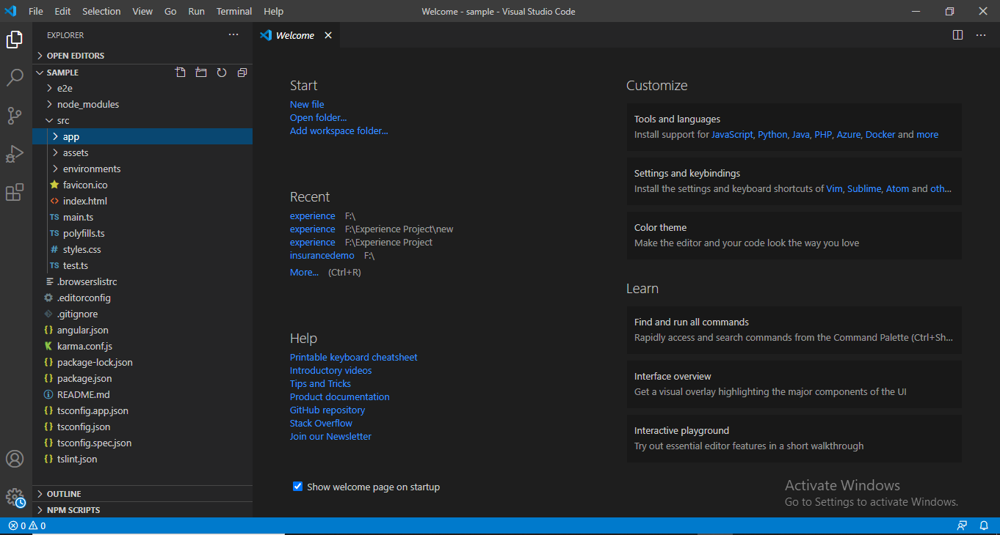 File Edit Selection View Go Run Terminal Help Welcome - sample - Visual Studio Code
EXPLORER
OPEN EDITORS
SAMPLE
e2e
node_modules
src
app
assets
environments
favicon.ico
index.html
TS main.ts
TS polyfills.ts
# styles.css
TS test.ts
.browserslistrc
.editorconfig
.gitignore
{} angular.json
karma.conf.js
{} package-lock.json
{} package.json
README.md
{} tsconfig.app.json
{} tsconfig.json
{} tsconfig.spec.json
{} tslint.json
OUTLINE
NPM SCRIPTS
Welcome
Start
New file
Open folder...
Add workspace folder...
Recent
experience F:\
experience F:\Experience Project\new
experience F:\Experience Project
insurancedemo F:\
More... (Ctrl+R)
Help
Printable keyboard cheatsheet
Introductory videos
Tips and Tricks
Product documentation
GitHub repository
Stack Overflow
Join our Newsletter
Show welcome page on startup
Customize
Tools and languages
Install support for JavaScript, Python, Java, PHP, Azure, Docker and more
Settings and keybindings
Install the settings and keyboard shortcuts of Vim, Sublime, Atom and oth...
Color theme
Make the editor and your code look the way you love
Learn
Find and run all commands
Rapidly access and search commands from the Command Palette (Ctrl+Sh...
Interface overview
Get a visual overlay highlighting the major components of the UI
Interactive playground
Try out essential editor features in a short walkthrough
Activate Windows
Go to Settings to activate Windows.
0 0